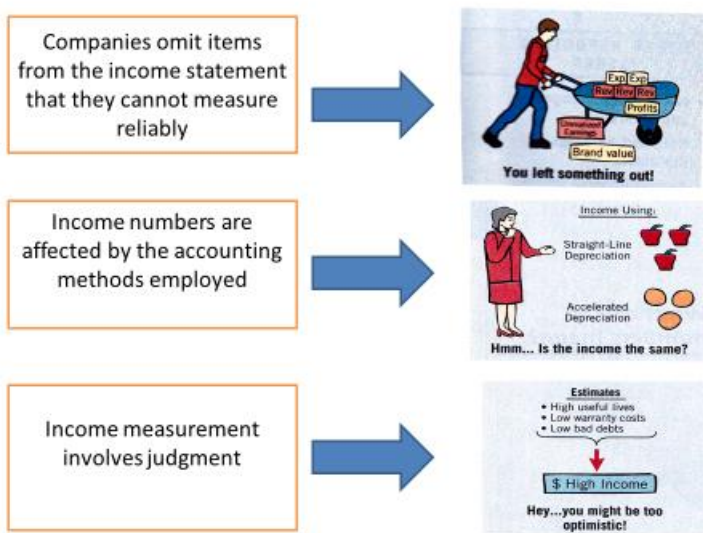 Companies omit items
from the income statement
that they cannot measure
reliably
Exp Exp
Rev Rev Rev
Profits
Unrealized
Earnings
Brand value
You left something out!
Income numbers are
affected by the accounting
methods employed
Income Using:
Straight-Line
Depreciation
Accelerated
Depreciation
Hmm... Is the income the same?
Income measurement
involves judgment
Estimates
• High useful lives
• Low warranty costs
• Low bad debts
$ High Income
Hey...you might be too
optimistic!